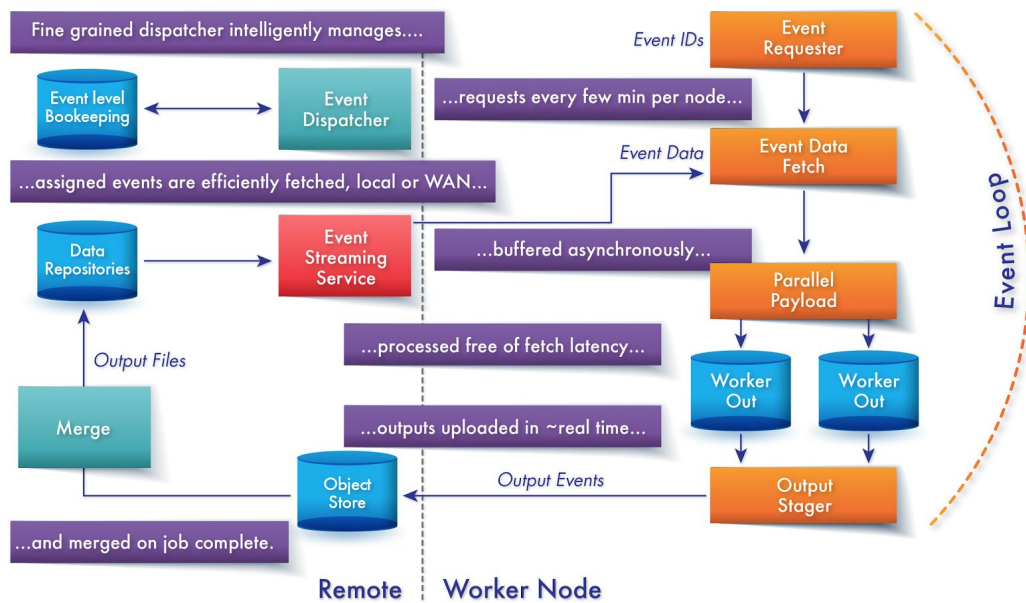 Fine grained dispatcher intelligently manages....
Event IDs
Event
Requester
Event level
Bookeeping
Event
Dispatcher
...requests every few min per node...
Event Data
Event Data
Fetch
...assigned events are efficiently fetched, local or WAN...
Data
Repositories
Event
Streaming
Service
...buffered asynchronously...
Parallel
Payload
Event Loop
Output Files
...processed free of fetch latency...
Worker
Out
Worker
Out
Merge
...outputs uploaded in ~real time...
Object
Store
Output Events
Output
Stager
...and merged on job complete.
Remote
Worker Node